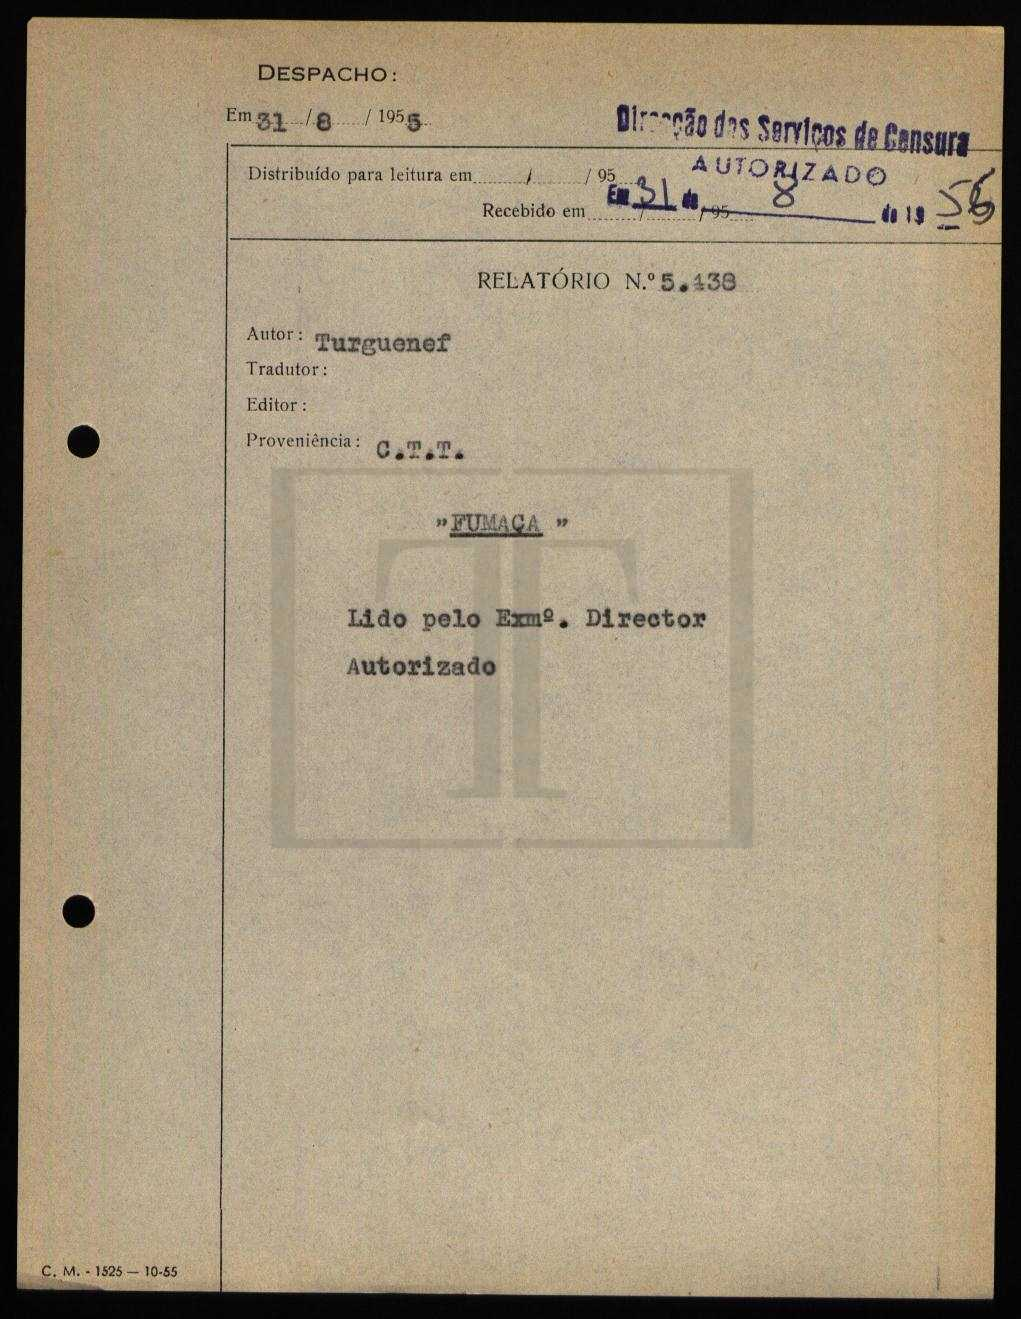 DESPACHO:
Em 31 / 8 / 1955
Direcção dos Serviços de Censura
AUTORIZADO
Distribuído para leitura em / / 95
Em 31 de 8 de 19 55
Recebido em / / 95
RELATÓRIO N.º 5.438
Autor: Turguenef
Tradutor:
Editor:
Proveniência: C.T.T.
"FUMAÇA"
Lido pelo Exmº. Director
Autorizado
C. M. - 1525 — 10-55